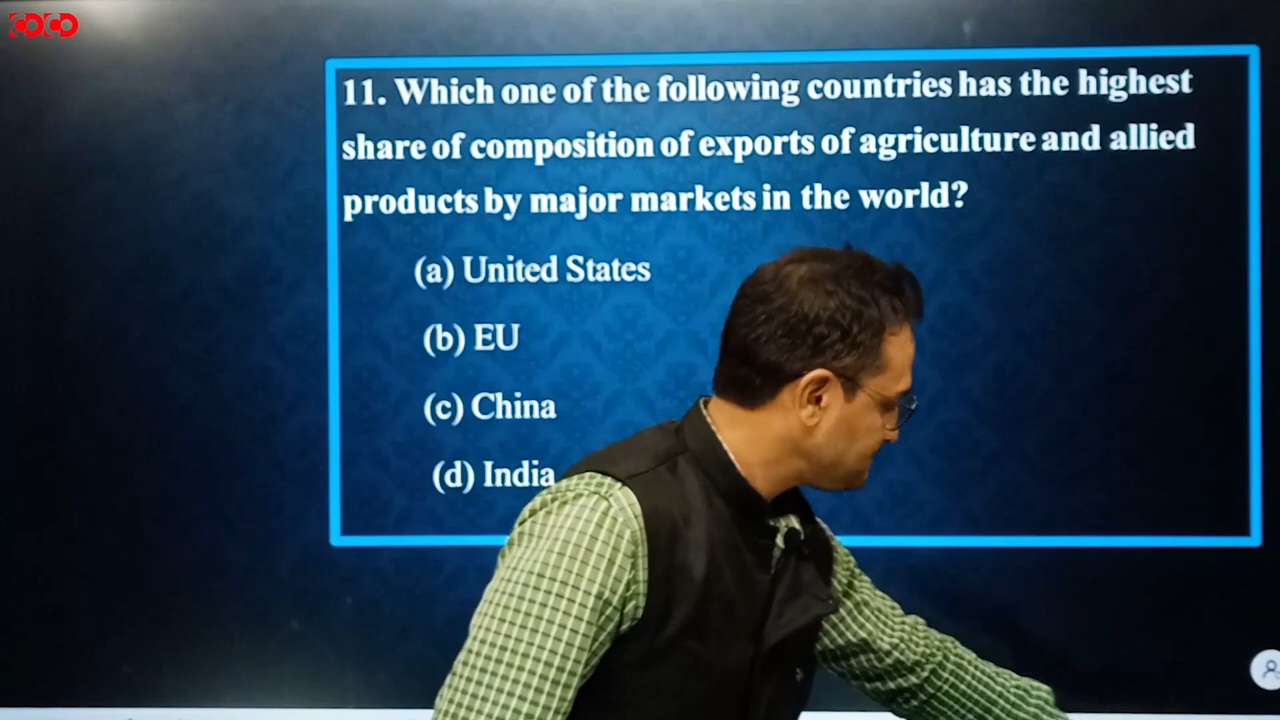 COCO
11. Which one of the following countries has the highest
share of composition of exports of agriculture and allied
products by major markets in the world?
(a) United States
(b) EU
(c) China
(d) India